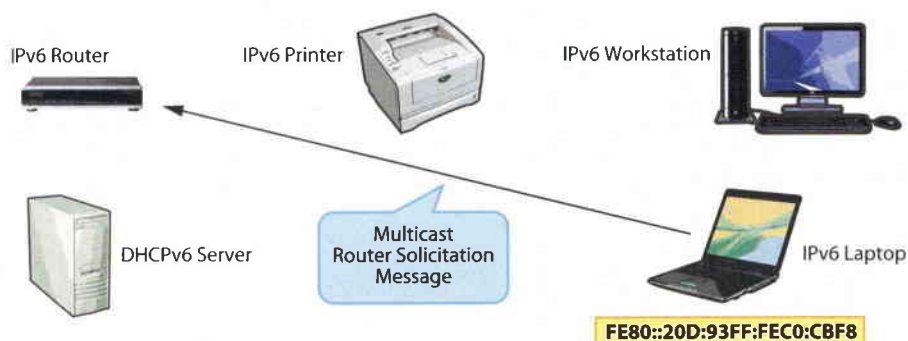 IPv6 Router
IPv6 Printer
IPv6 Workstation
DHCPv6 Server
Multicast
Router Solicitation
Message
IPv6 Laptop
FE80::20D:93FF:FEC0:CBF8